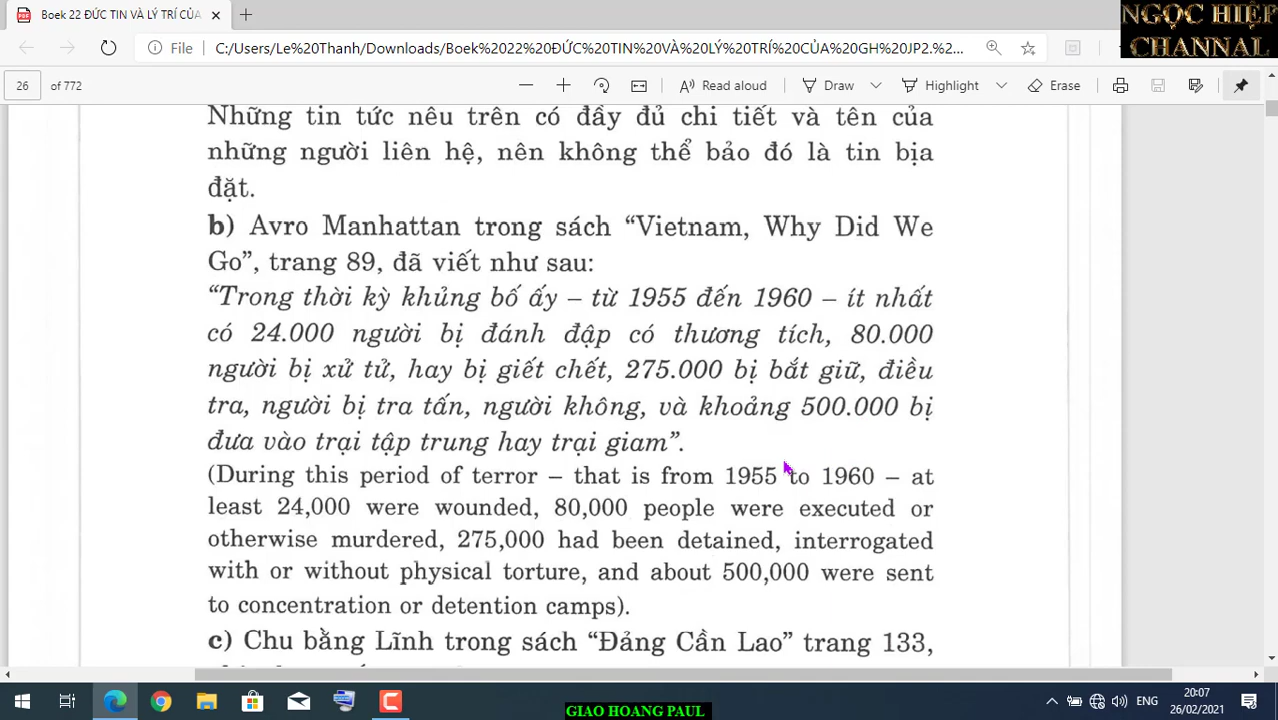 Boek 22 ĐỨC TIN VÀ LÝ TRÍ CỦA
NGỌC HIỆP
CHANNAL
File
C:/Users/Le%20Thanh/Downloads/Boek%2022%20ĐỨC%20TIN%20VÀ%20LÝ%20TRÍ%20CỦA%20GH%20JP2.%2...
26 of 772
Read aloud
Draw
Highlight
Erase
Những tin tức nêu trên có đầy đủ chi tiết và tên của
những người liên hệ, nên không thể bảo đó là tin bịa
đặt.
b) Avro Manhattan trong sách “Vietnam, Why Did We
Go”, trang 89, đã viết như sau:
“Trong thời kỳ khủng bố ấy – từ 1955 đến 1960 – ít nhất
có 24.000 người bị đánh đập có thương tích, 80.000
người bị xử tử, hay bị giết chết, 275.000 bị bắt giữ, điều
tra, người bị tra tấn, người không, và khoảng 500.000 bị
đưa vào trại tập trung hay trại giam”.
(During this period of terror – that is from 1955 to 1960 – at
least 24,000 were wounded, 80,000 people were executed or
otherwise murdered, 275,000 had been detained, interrogated
with or without physical torture, and about 500,000 were sent
to concentration or detention camps).
c) Chu bằng Lĩnh trong sách “Đảng Cần Lao” trang 133,
ENG
20:07
26/02/2021
GIAO HOANG PAUL